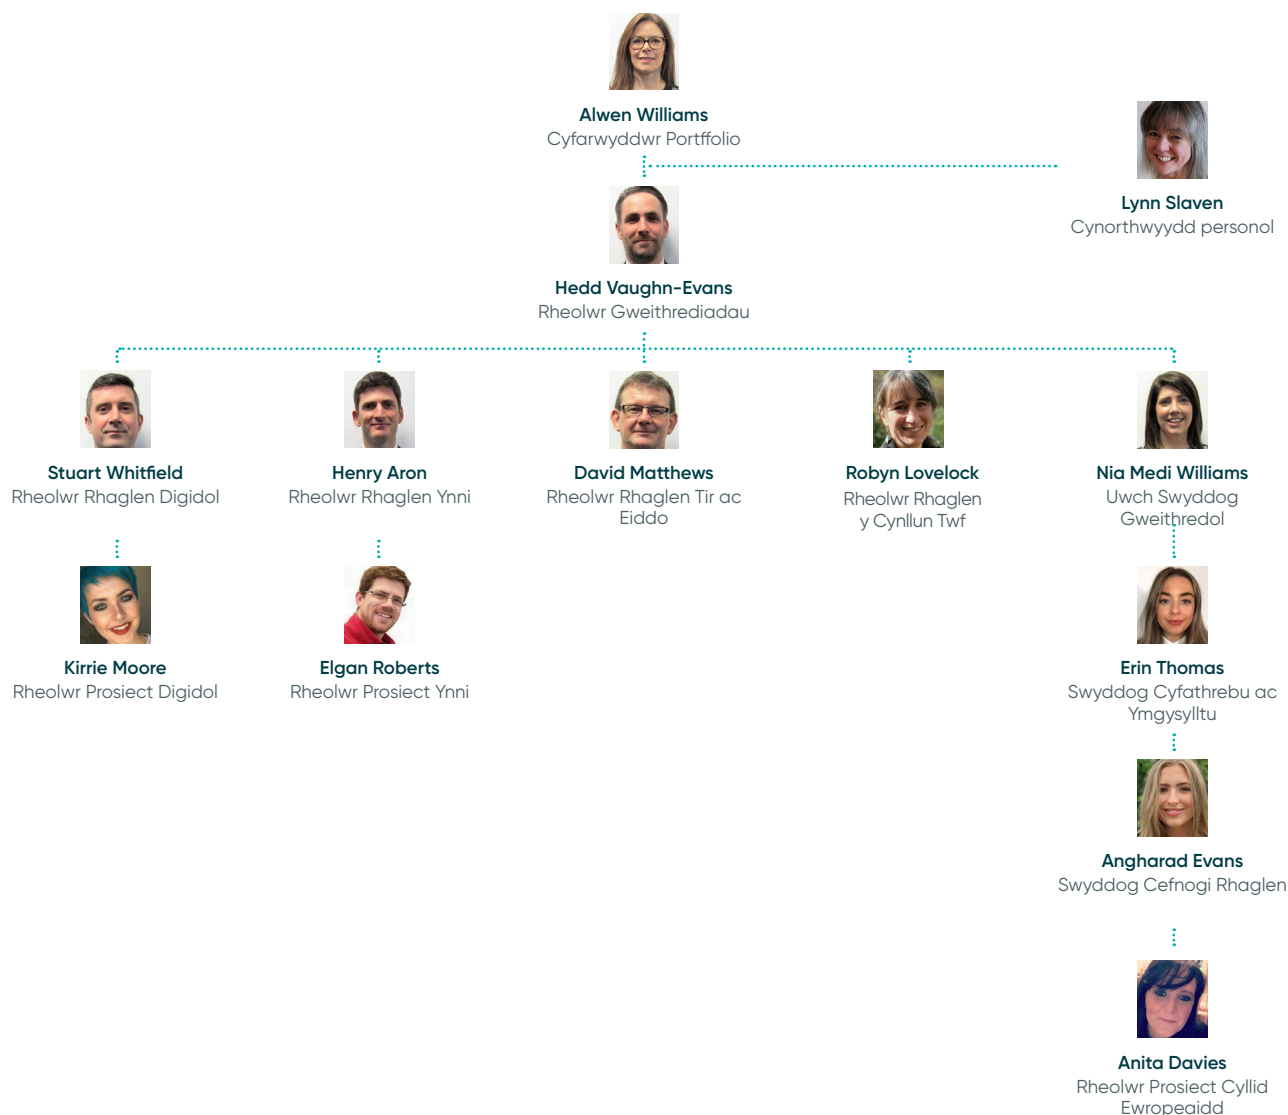 Alwen Williams
Cyfarwyddwr Portffolio
Lynn Slaven
Cynorthwyydd personol
Hedd Vaughn-Evans
Rheolwr Gweithrediadau
Stuart Whitfield
Rheolwr Rhaglen Digidol
Henry Aron
Rheolwr Rhaglen Ynni
David Matthews
Rheolwr Rhaglen Tir ac
Eiddo
Robyn Lovelock
Rheolwr Rhaglen
y Cynllun Twf
Nia Medi Williams
Uwch Swyddog
Gweithredol
Kirrie Moore
Rheolwr Prosiect Digidol
Elgan Roberts
Rheolwr Prosiect Ynni
Erin Thomas
Swyddog Cyfathrebu ac
Ymgysylltu
Angharad Evans
Swyddog Cefnogi Rhaglen
Anita Davies
Rheolwr Prosiect Cyllid
Ewropeaidd